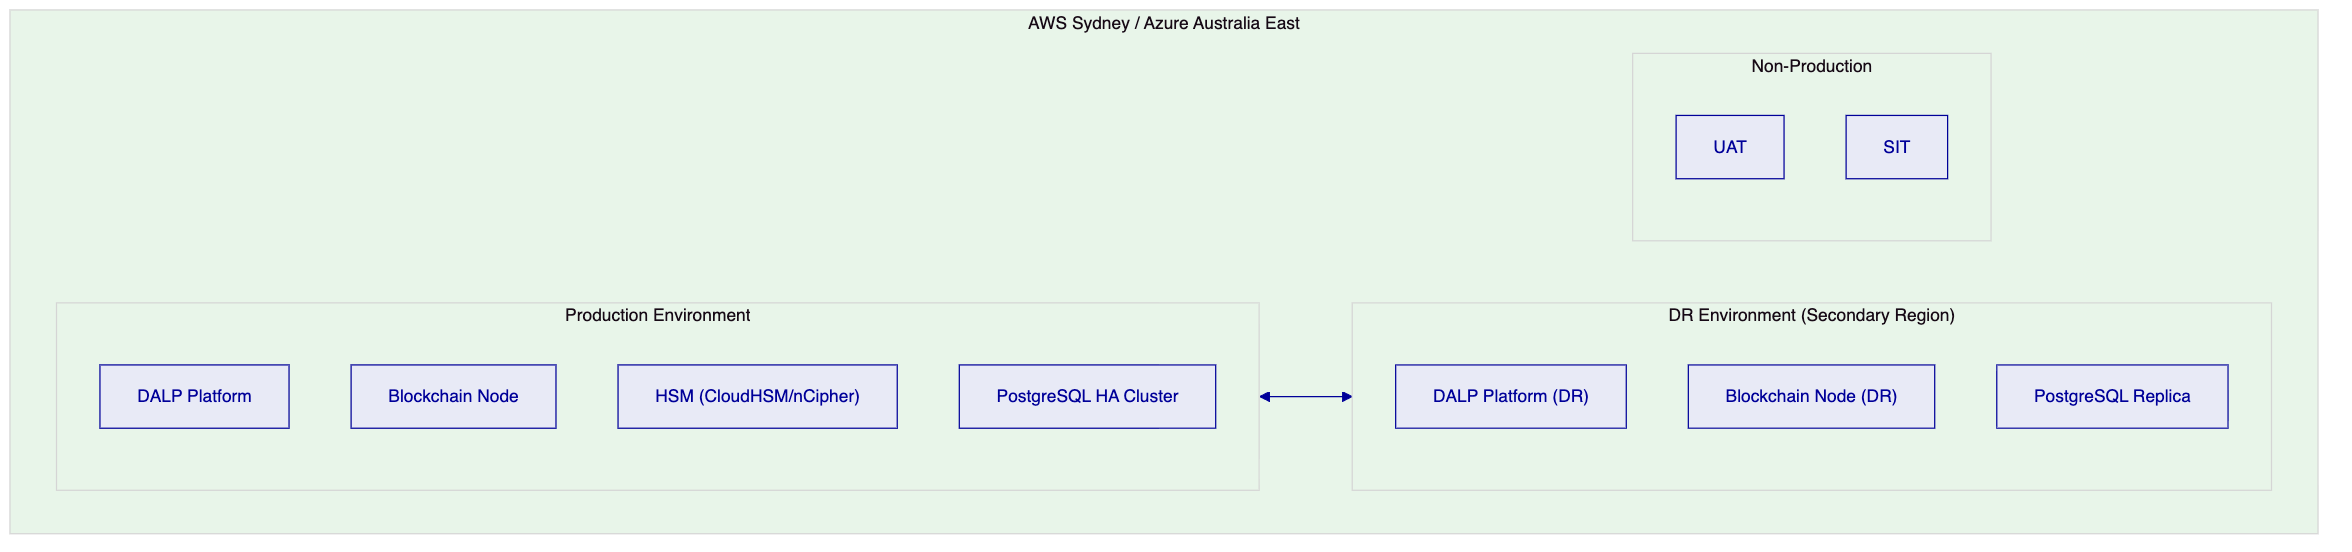 AWS Sydney / Azure Australia East
Non-Production
UAT
SIT
Production Environment
DALP Platform
Blockchain Node
HSM (CloudHSM/nCipher)
PostgreSQL HA Cluster
DR Environment (Secondary Region)
DALP Platform (DR)
Blockchain Node (DR)
PostgreSQL Replica